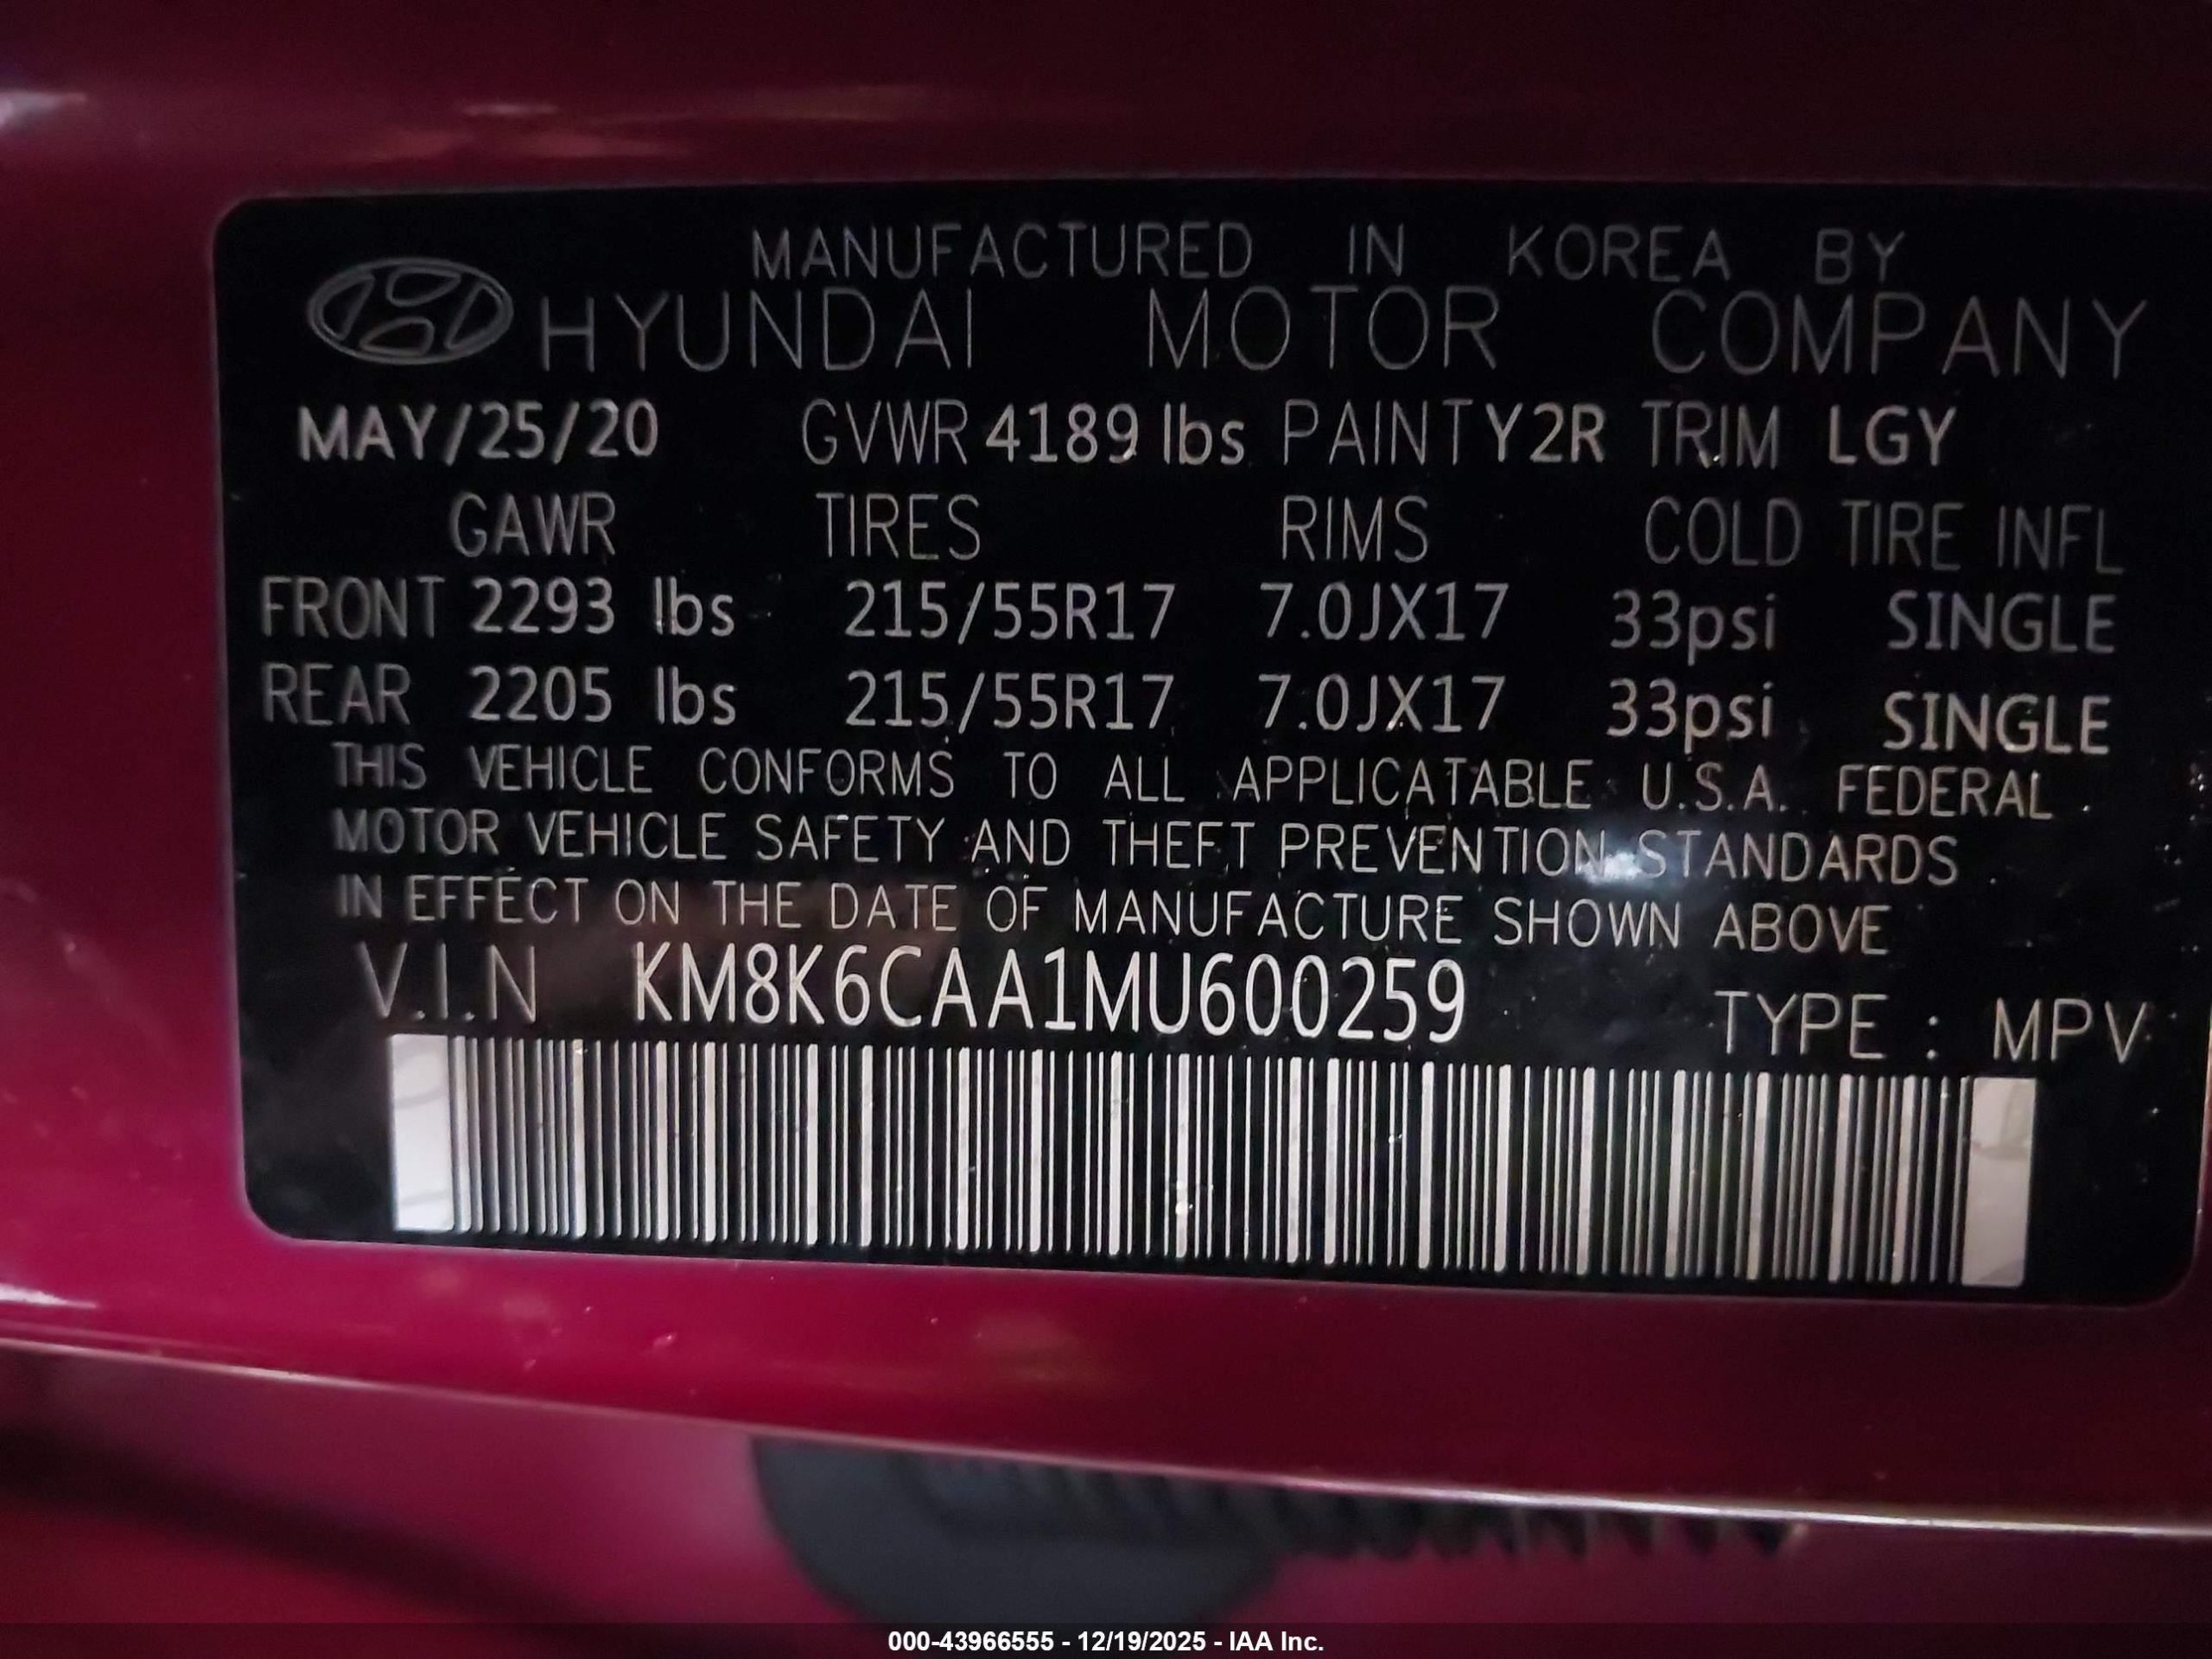 MANUFACTURED IN KOREA BY
HYUNDAI MOTOR COMPANY
MAY/25/20 GVWR 4189 lbs PAINT Y2R TRIM LGY
GAWR TIRES RIMS COLD TIRE INFL
FRONT 2293 lbs 215/55R17 7.0JX17 33psi SINGLE
REAR 2205 lbs 215/55R17 7.0JX17 33psi SINGLE
THIS VEHICLE CONFORMS TO ALL APPLICATABLE U.S.A. FEDERAL
MOTOR VEHICLE SAFETY AND THEFT PREVENTION STANDARDS
IN EFFECT ON THE DATE OF MANUFACTURE SHOWN ABOVE
V.I.N KM8K6CAA1MU600259 TYPE : MPV
000-43966555 - 12/19/2025 - IAA Inc.